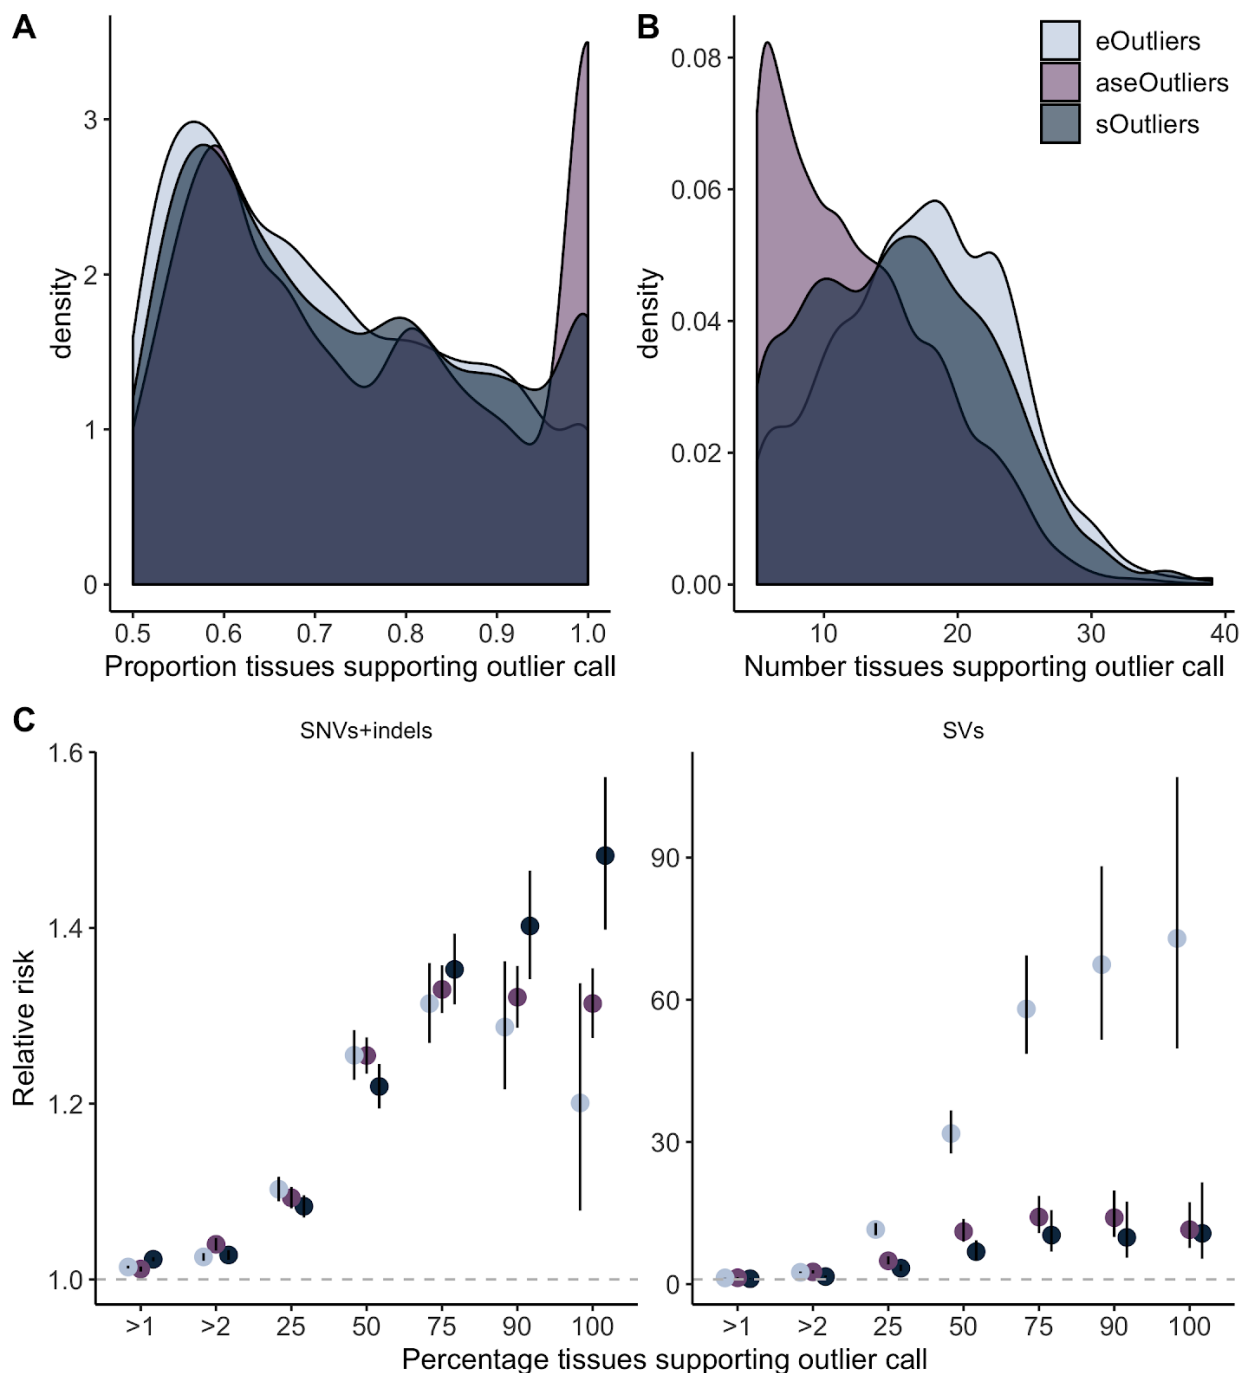 A
density
3
2
1
0
0.5 0.6 0.7 0.8 0.9 1.0
Proportion tissues supporting outlier call
B
eOutliers
aseOutliers
sOutliers
density
0.08
0.06
0.04
0.02
0.00
10 20 30 40
Number tissues supporting outlier call
C
SNVs+indels
Relative risk
1.6
1.4
1.2
1.0
>1 >2 25 50 75 90 100
SVs
90
60
30
0
>1 >2 25 50 75 90 100
Percentage tissues supporting outlier call